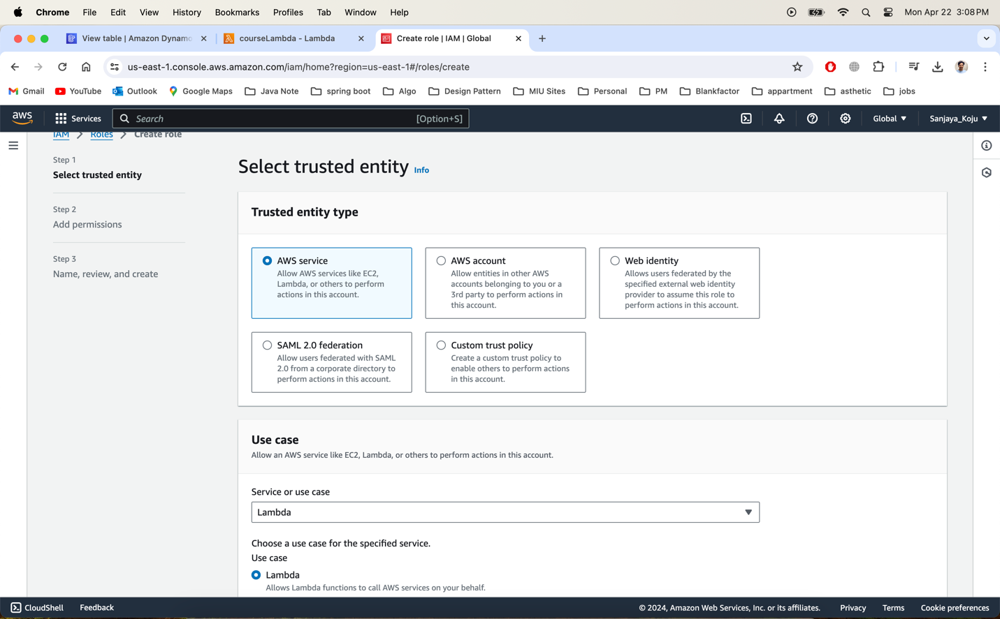 Chrome File Edit View History Bookmarks Profiles Tab Window Help Mon Apr 22 3:08 PM
View table | Amazon Dynamo courseLambda - Lambda Create role | IAM | Global
us-east-1.console.aws.amazon.com/iam/home?region=us-east-1#/roles/create
Gmail YouTube Outlook Google Maps Java Note spring boot Algo Design Pattern MIU Sites Personal PM Blankfactor appartment asthetic jobs
aws Services Search [Option+S] Global Sanjaya_Koju
IAM Roles Create role
Step 1
Select trusted entity
Step 2
Add permissions
Step 3
Name, review, and create
Select trusted entity Info
Trusted entity type
AWS service
Allow AWS services like EC2,
Lambda, or others to perform
actions in this account.
AWS account
Allow entities in other AWS
accounts belonging to you or a
3rd party to perform actions in
this account.
Web identity
Allows users federated by the
specified external web identity
provider to assume this role to
perform actions in this account.
SAML 2.0 federation
Allow users federated with SAML
2.0 from a corporate directory to
perform actions in this account.
Custom trust policy
Create a custom trust policy to
enable others to perform actions
in this account.
Use case
Allow an AWS service like EC2, Lambda, or others to perform actions in this account.
Service or use case
Lambda
Choose a use case for the specified service.
Use case
Lambda
Allows Lambda functions to call AWS services on your behalf.
CloudShell Feedback © 2024, Amazon Web Services, Inc. or its affiliates. Privacy Terms Cookie preferences